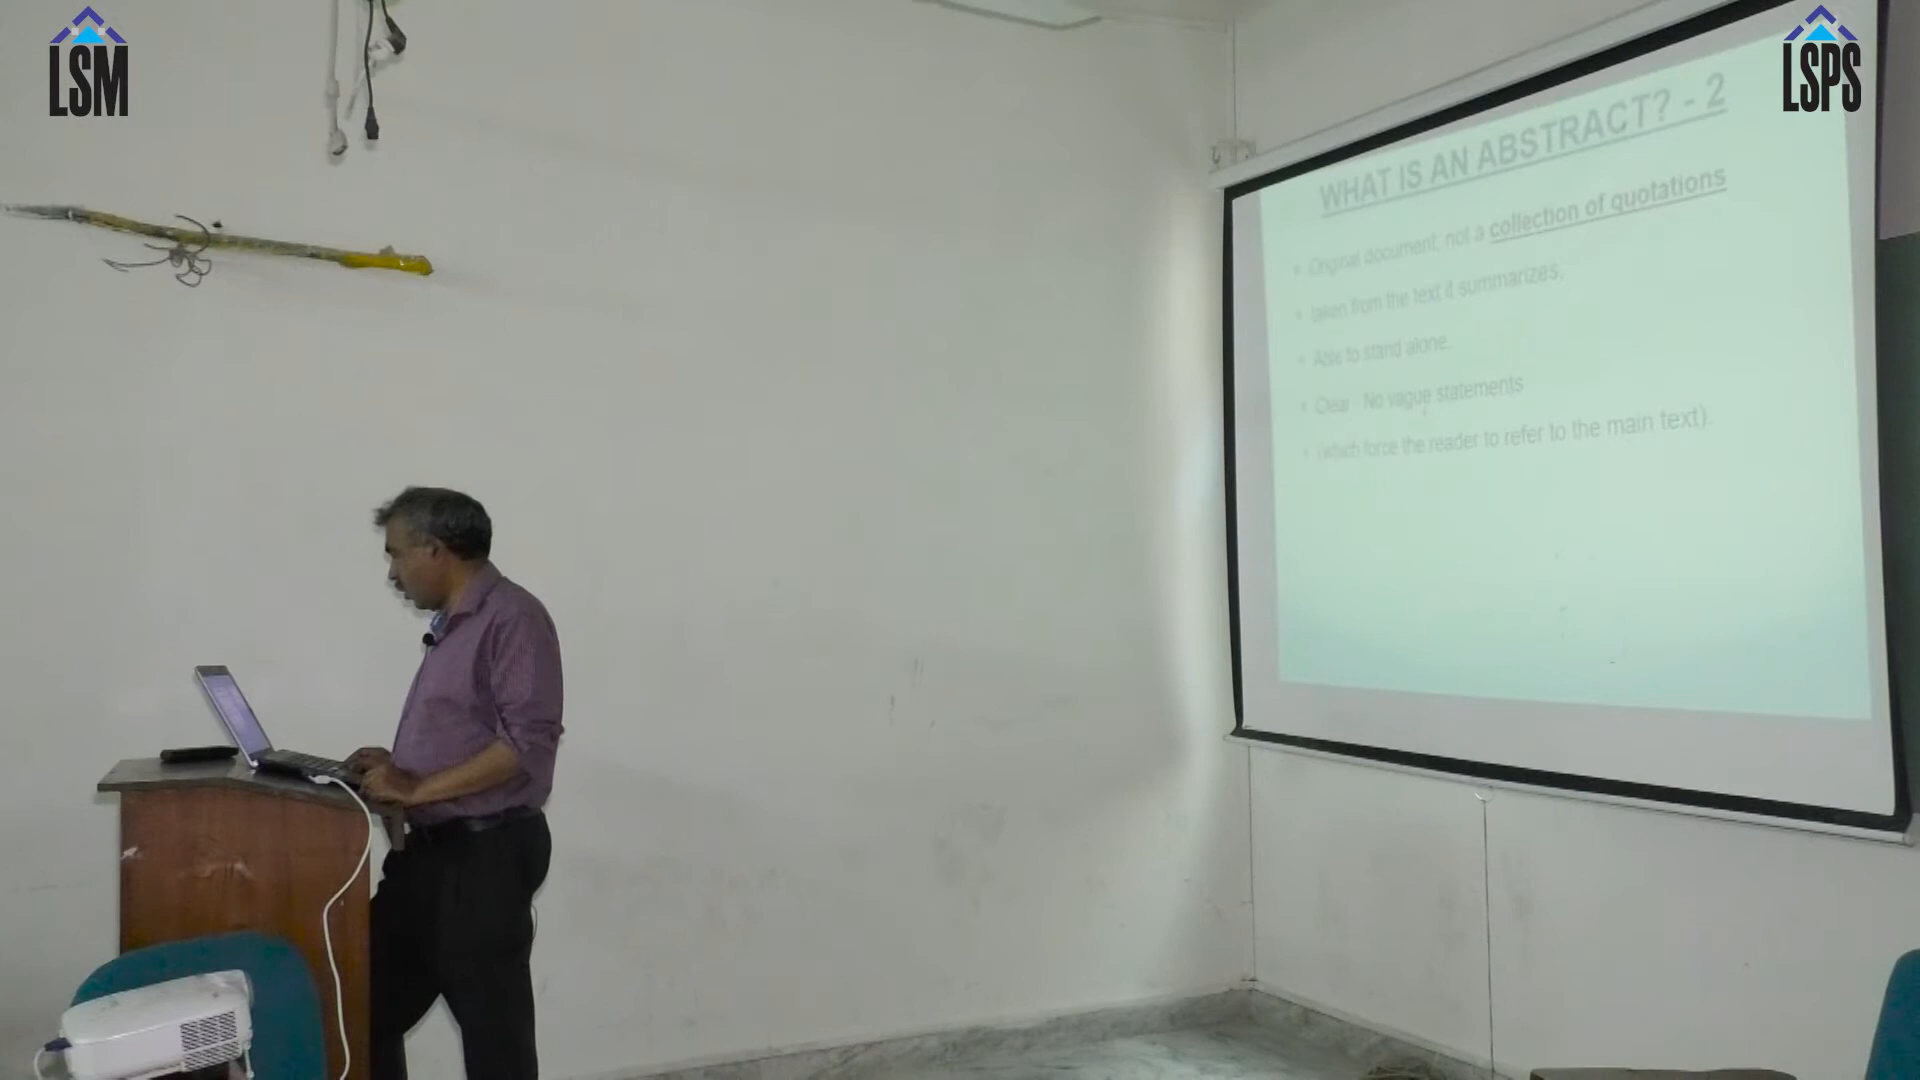 LSM
LSPS
WHAT IS AN ABSTRACT? - 2
• Original document, not a collection of quotations
• taken from the text it summarizes,
• Able to stand alone.
• Clear - No vague statements
• (which force the reader to refer to the main text).